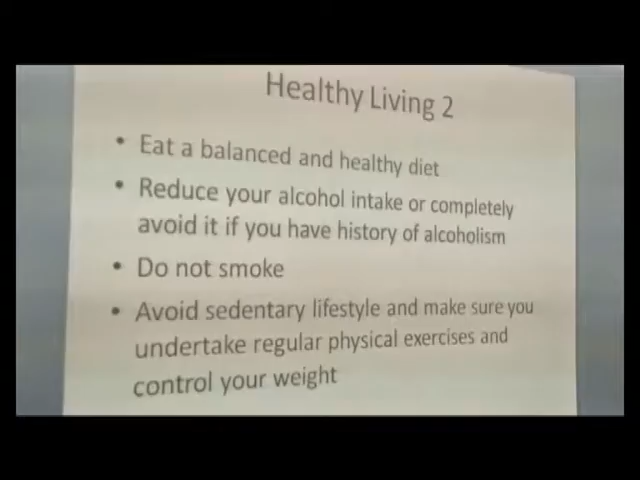 Healthy Living 2
• Eat a balanced and healthy diet
• Reduce your alcohol intake or completely
avoid it if you have history of alcoholism
• Do not smoke
• Avoid sedentary lifestyle and make sure you
undertake regular physical exercises and
control your weight